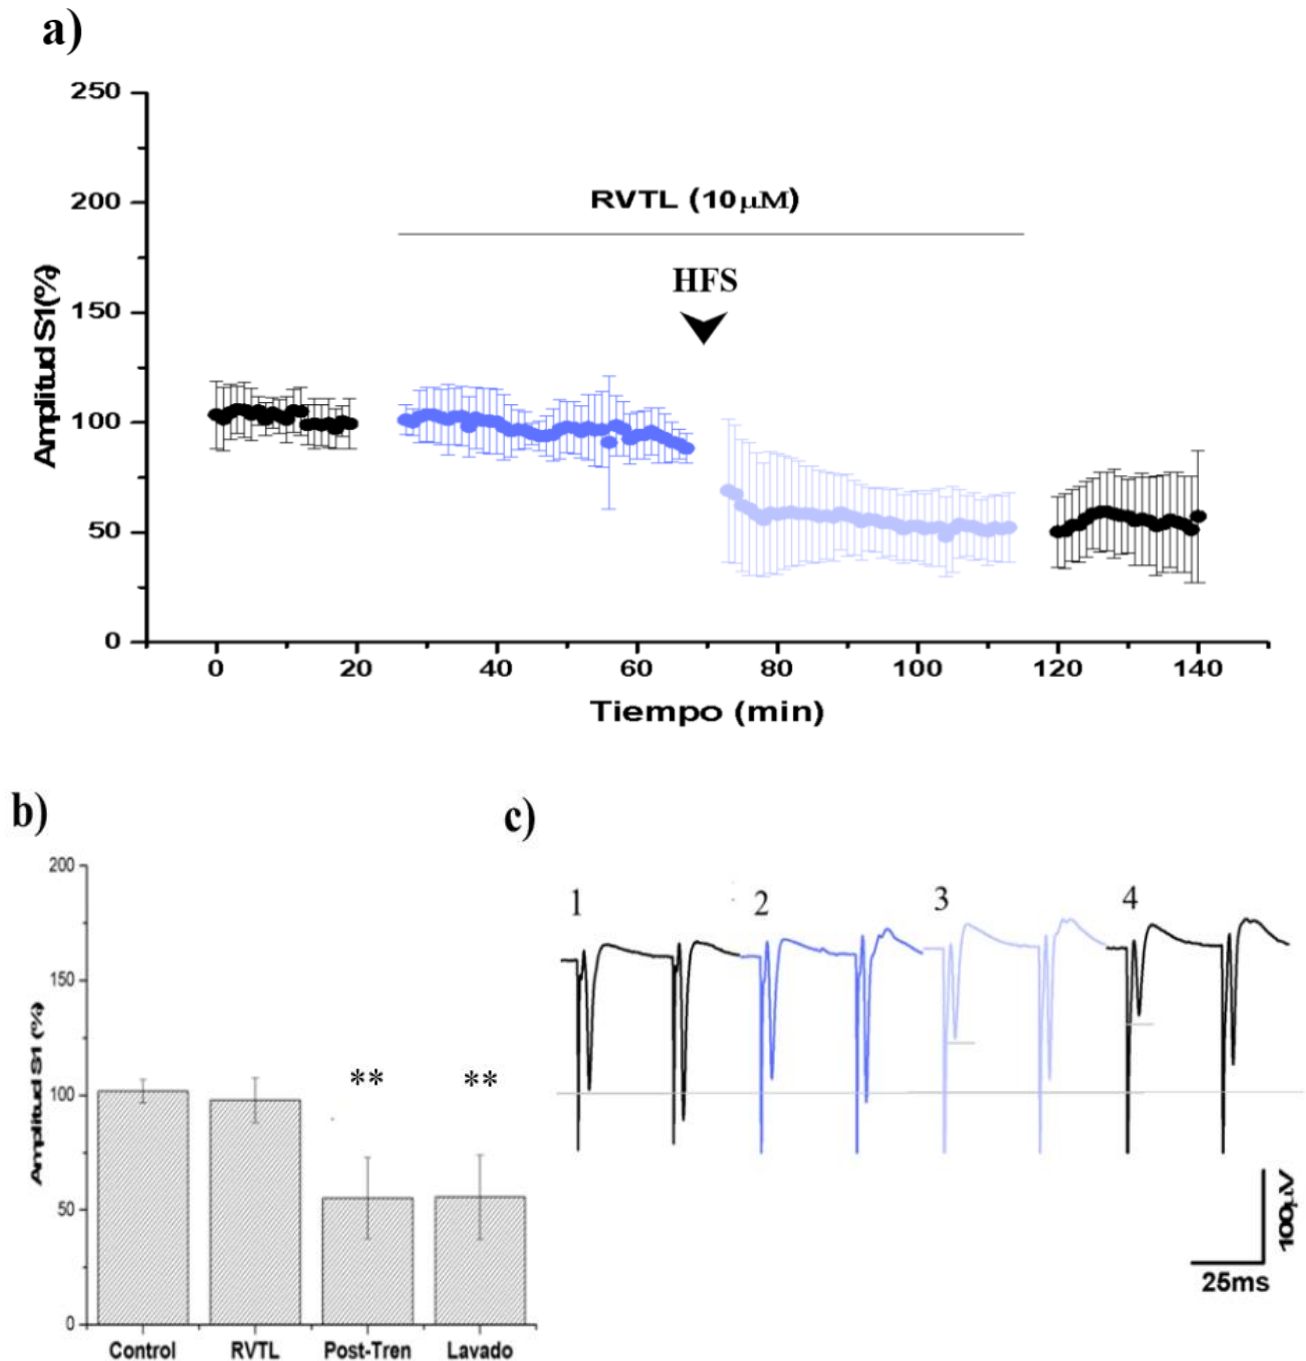 a)
250
200
150
100
50
0
Amplitud S1(%)
RVTL (10µM)
HFS
0 20 40 60 80 100 120 140
Tiempo (min)
b)
200
150
100
50
0
Amplitud S1 (%)
** **
Control RVTL Post-Tren Lavado
c)
1 2 3 4
100µV
25ms